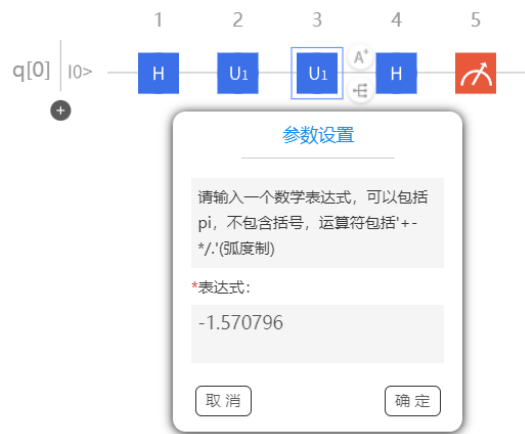 1 2 3 4 5
q[0] |0> H U1 U1 A+ H
参数设置
请输入一个数学表达式，可以包括
pi，不包含括号，运算符包括'+-
*/.'(弧度制)
*表达式：
-1.570796
取 消 确 定